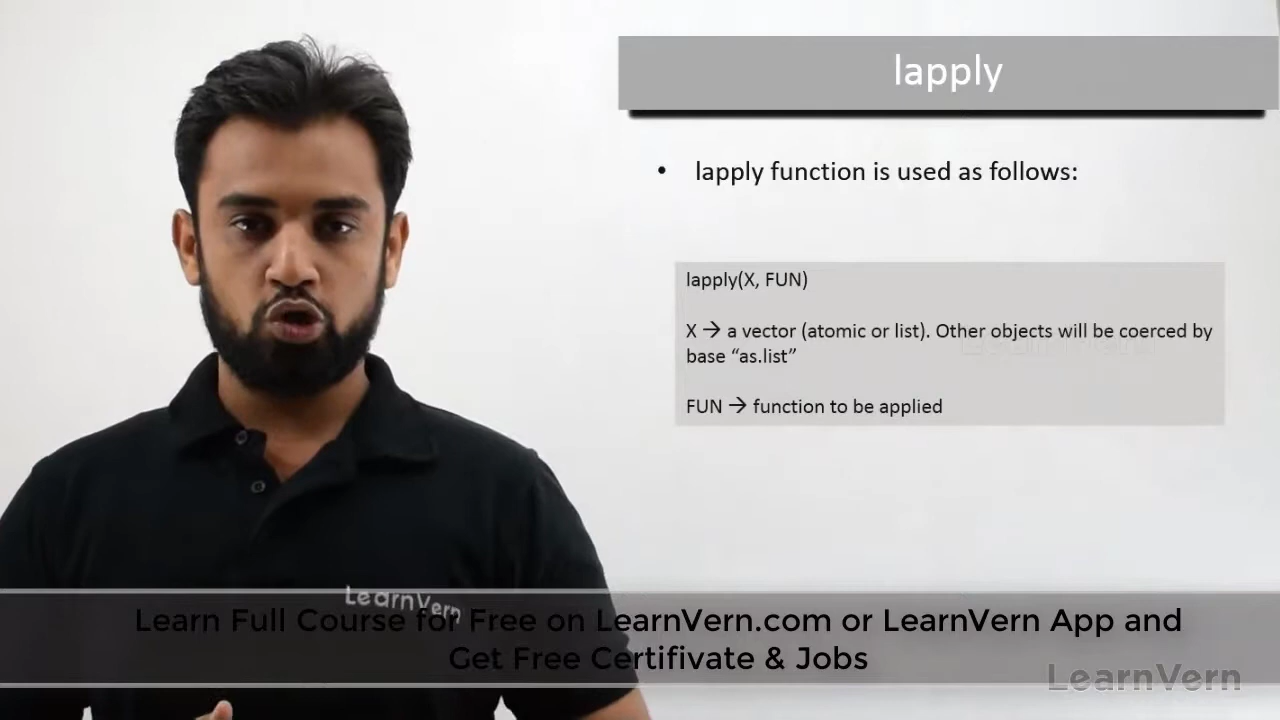 lapply
• lapply function is used as follows:
lapply(X, FUN)
X → a vector (atomic or list). Other objects will be coerced by
base “as.list”
FUN → function to be applied
LearnVern
Learn Full Course for Free on LearnVern.com or LearnVern App and
Get Free Certifivate & Jobs
LearnVern